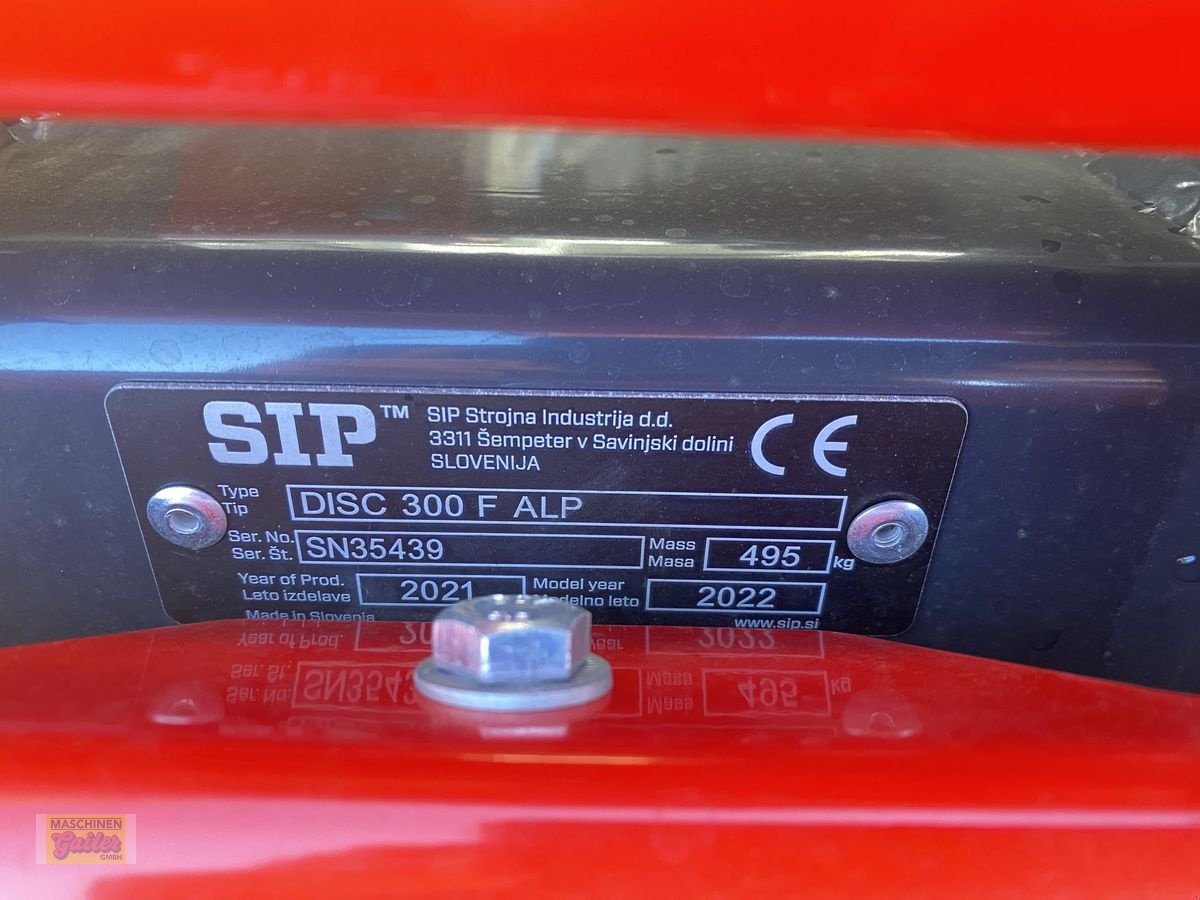 SIP™
SIP Strojna Industrija d.d.
3311 Šempeter v Savinjski dolini
SLOVENIJA
CE
Type
Tip
DISC 300 F ALP
Ser. No.
Ser. Št.
SN35439
Mass
Masa
495
kg
Year of Prod.
Leto izdelave
2021
Model year
Modelno leto
2022
Made in Slovenia
www.sip.si
MASCHINEN
Gailer
GMBH